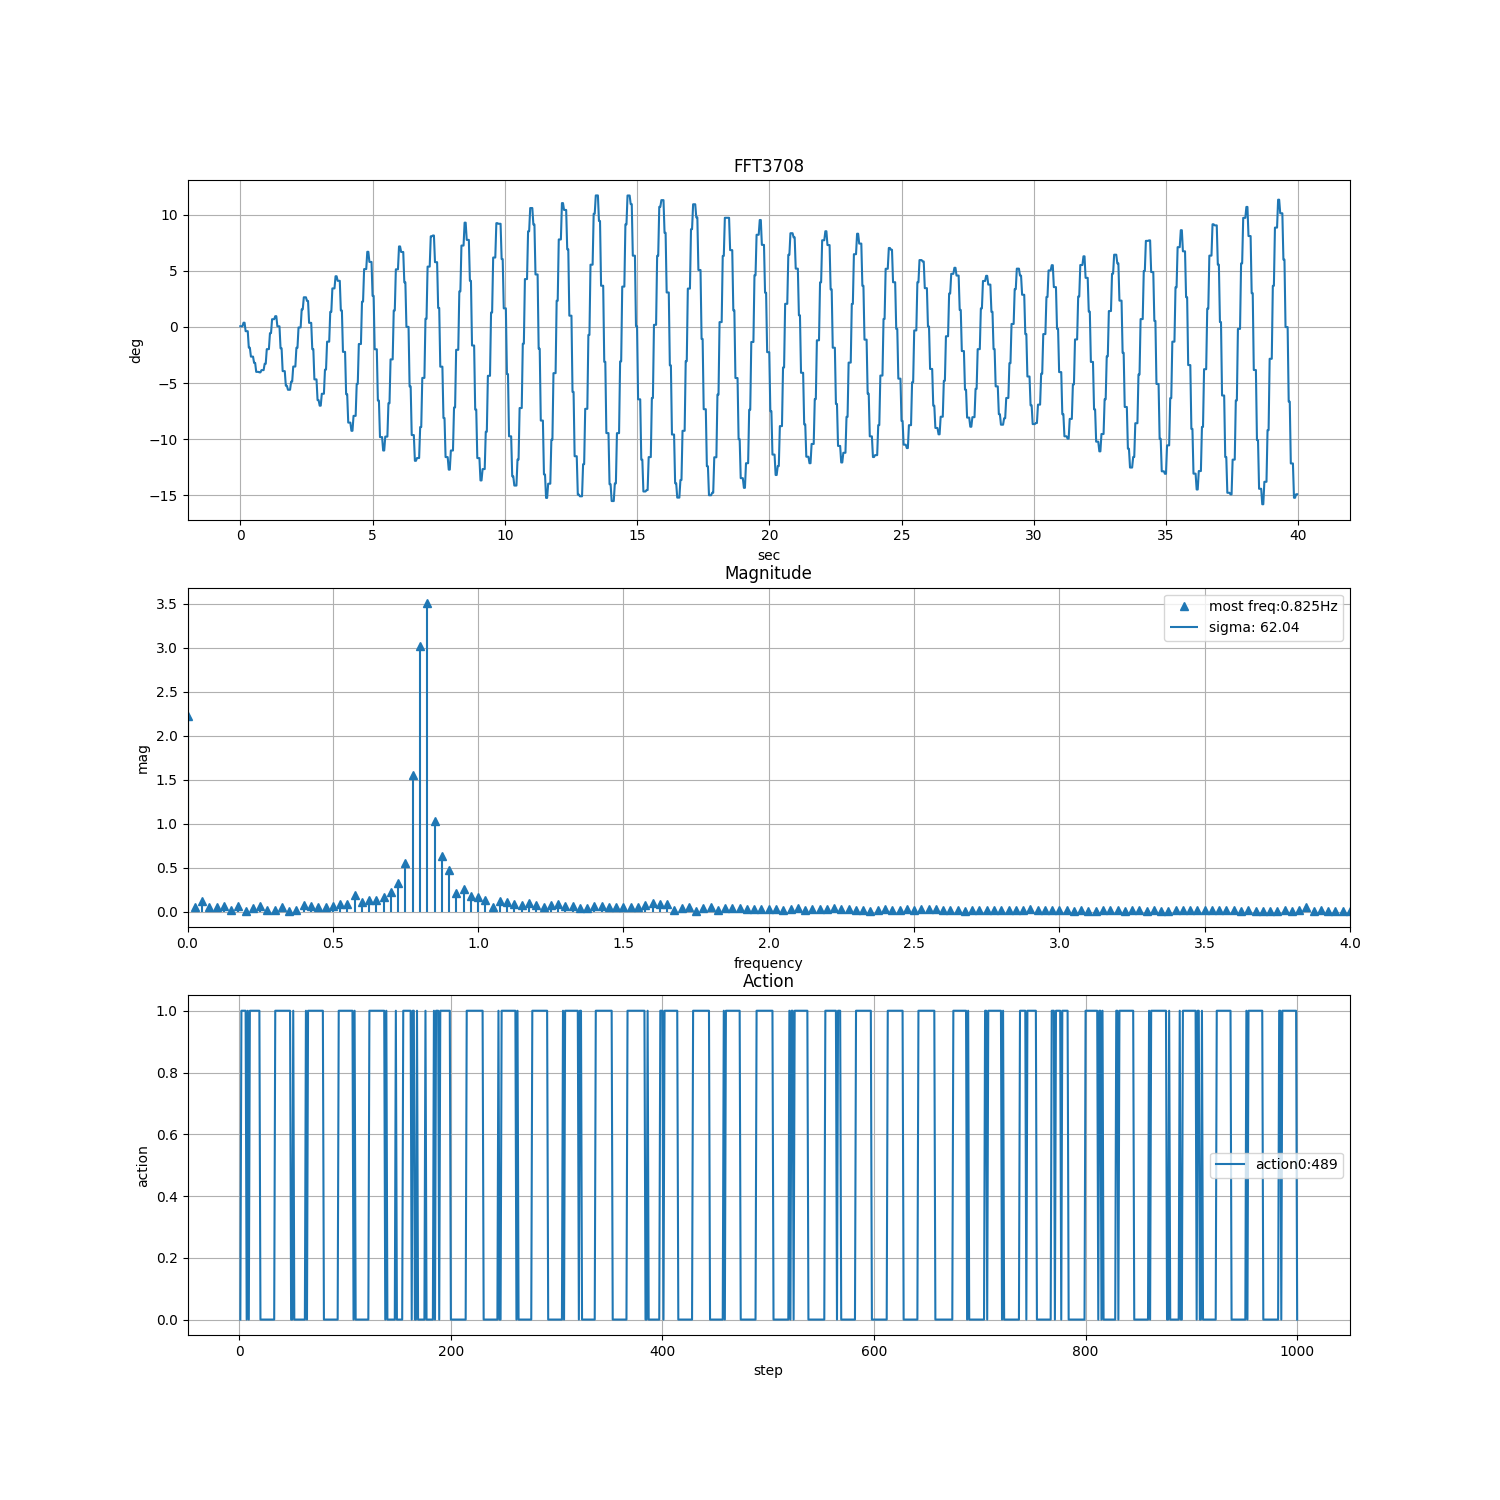 FFT3708
10
5
0
−5
−10
−15
deg
0 5 10 15 20 25 30 35 40
sec
Magnitude
most freq:0.825Hz
sigma: 62.04
3.5
3.0
2.5
2.0
1.5
1.0
0.5
0.0
mag
0.0 0.5 1.0 1.5 2.0 2.5 3.0 3.5 4.0
frequency
Action
1.0
0.8
0.6
0.4
0.2
0.0
action
action0:489
0 200 400 600 800 1000
step